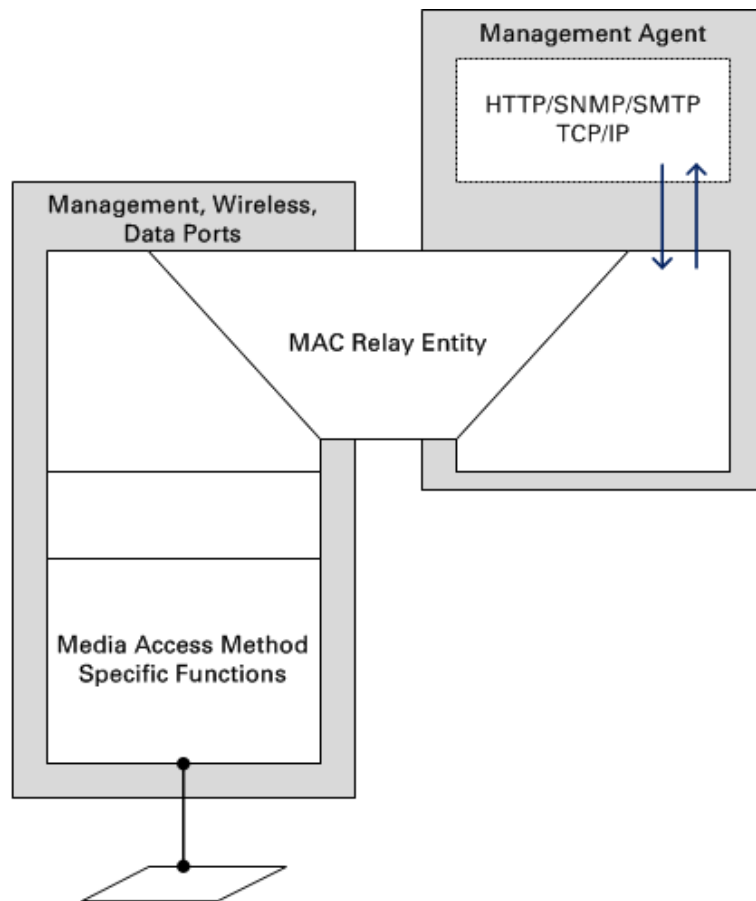 Management Agent
HTTP/SNMP/SMTP
TCP/IP
Management, Wireless,
Data Ports
MAC Relay Entity
Media Access Method
Specific Functions